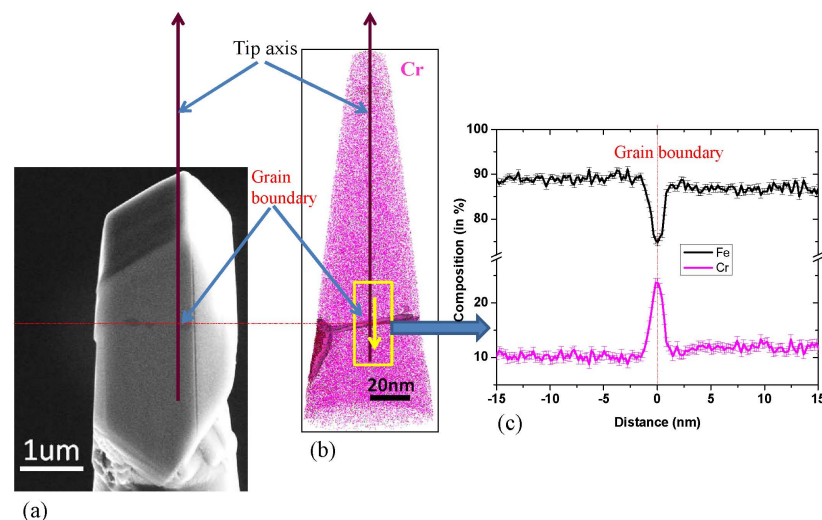 Tip axis
Cr
Grain
boundary
1um
(a)
20nm
(b)
100
90
80
70
20
10
Composition (in %)
Grain boundary
Fe
Cr
-15
-10
-5
0
5
10
15
Distance (nm)
(c)